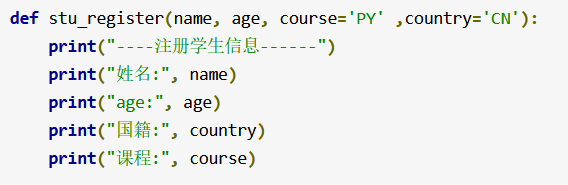 def stu_register(name, age, course='PY' ,country='CN'):
    print("----注册学生信息------")
    print("姓名:", name)
    print("age:", age)
    print("国籍:", country)
    print("课程:", course)